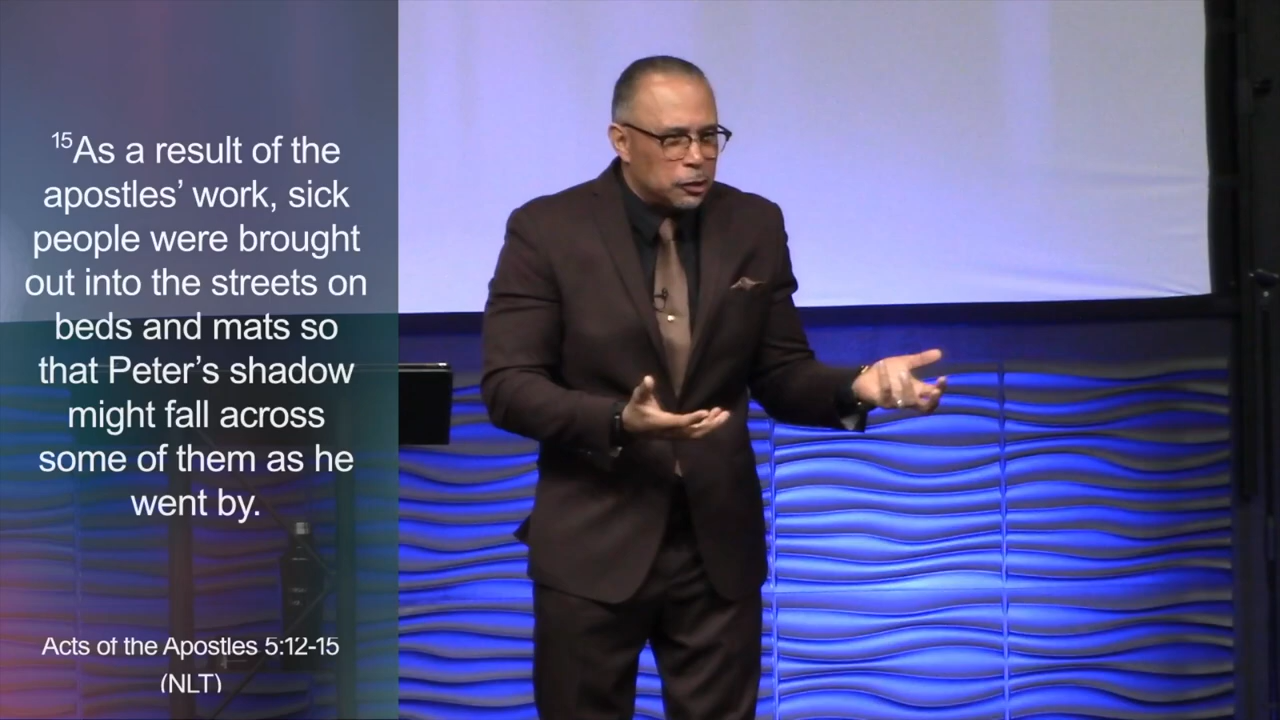 ¹⁵As a result of the
apostles’ work, sick
people were brought
out into the streets on
beds and mats so
that Peter’s shadow
might fall across
some of them as he
went by.
Acts of the Apostles 5:12-15
(NLT)